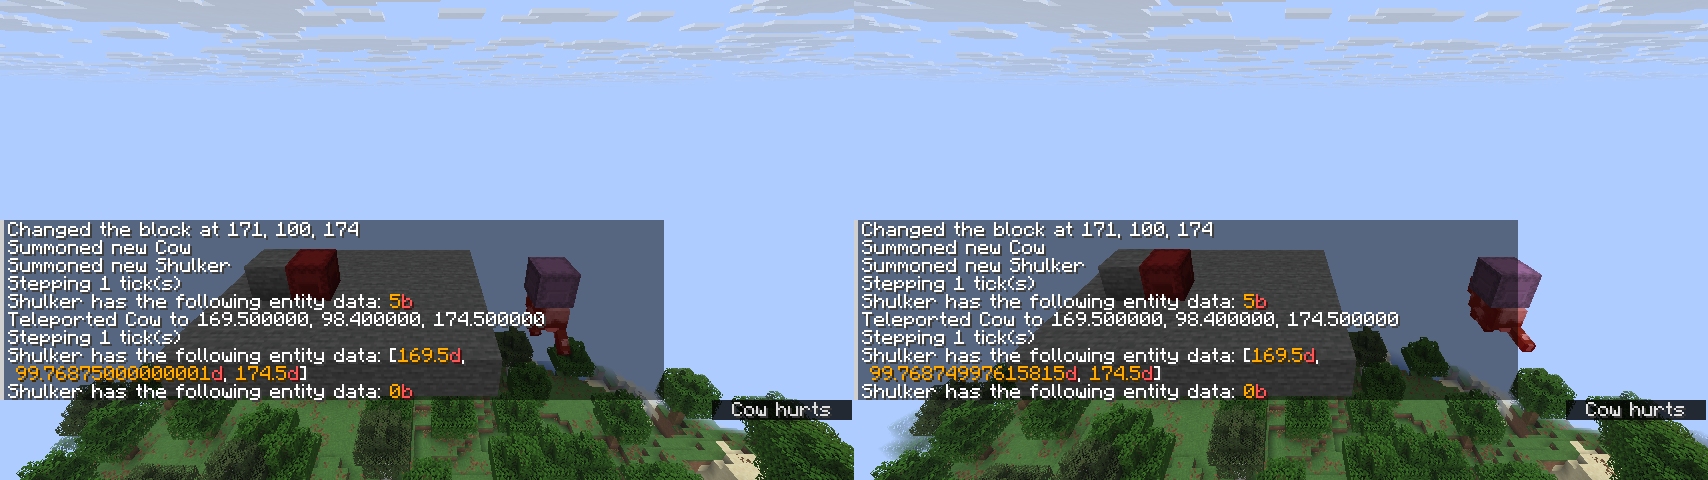 Changed the block at 171, 100, 174
Summoned new Cow
Summoned new Shulker
Stepping 1 tick(s)
Shulker has the following entity data: 5b
Teleported Cow to 169.500000, 98.400000, 174.500000
Stepping 1 tick(s)
Shulker has the following entity data: [169.5d,
99.76875000000001d, 174.5d]
Shulker has the following entity data: 0b
Cow hurts
Changed the block at 171, 100, 174
Summoned new Cow
Summoned new Shulker
Stepping 1 tick(s)
Shulker has the following entity data: 5b
Teleported Cow to 169.500000, 98.400000, 174.500000
Stepping 1 tick(s)
Shulker has the following entity data: [169.5d,
99.76874997615815d, 174.5d]
Shulker has the following entity data: 0b
Cow hurts